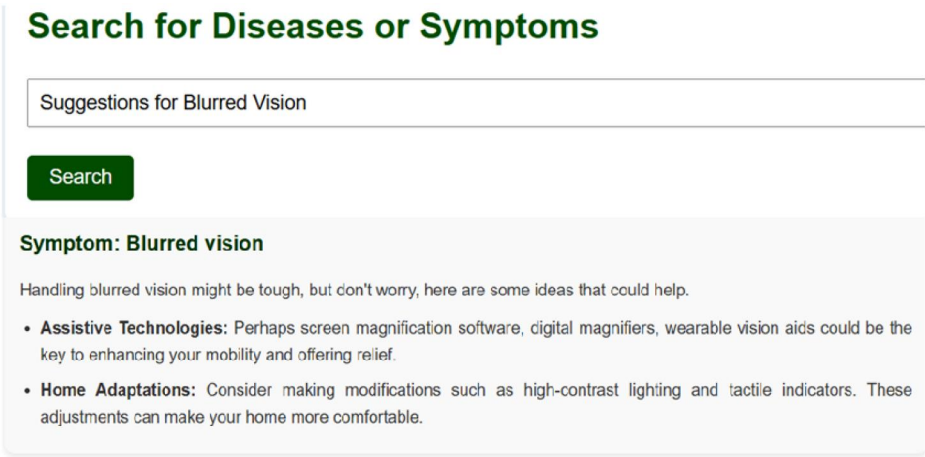 Search for Diseases or Symptoms
Suggestions for Blurred Vision
Search
Symptom: Blurred vision
Handling blurred vision might be tough, but don't worry, here are some ideas that could help.
• Assistive Technologies: Perhaps screen magnification software, digital magnifiers, wearable vision aids could be the
key to enhancing your mobility and offering relief.
• Home Adaptations: Consider making modifications such as high-contrast lighting and tactile indicators. These
adjustments can make your home more comfortable.